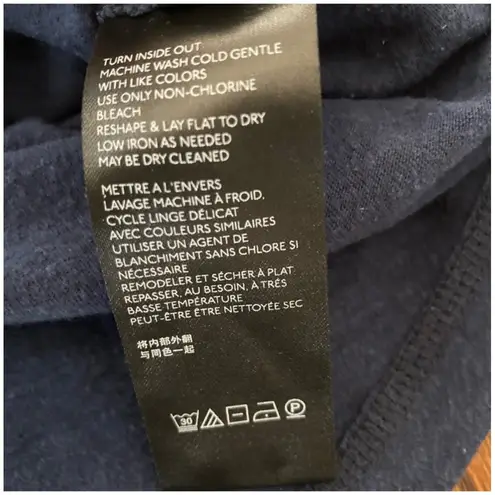 TURN INSIDE OUT
MACHINE WASH COLD GENTLE
WITH LIKE COLORS
USE ONLY NON-CHLORINE
BLEACH
RESHAPE & LAY FLAT TO DRY
LOW IRON AS NEEDED
MAY BE DRY CLEANED
METTRE A L'ENVERS
LAVAGE MACHINE À FROID,
CYCLE LINGE DÉLICAT
AVEC COULEURS SIMILAIRES
UTILISER UN AGENT DE
BLANCHIMENT SANS CHLORE SI
NÉCESSAIRE
REMODELER ET SÉCHER À PLAT
REPASSER, AU BESOIN, À TRÉS
BASSE TEMPÉRATURE
PEUT-ÊTRE ÊTRE NETTOYÉE SEC
将内部外翻
与同色一起
30 P